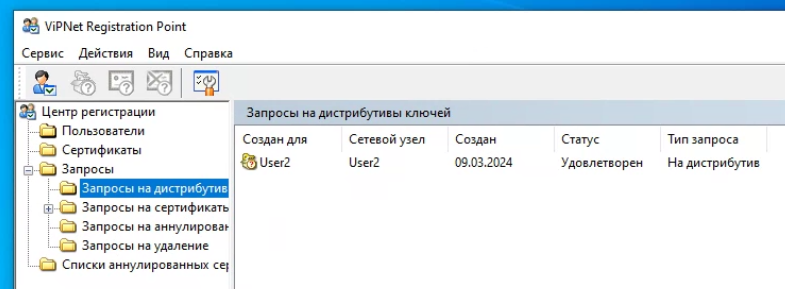 ViPNet Registration Point
Сервис Действия Вид Справка
Центр регистрации
Пользователи
Сертификаты
Запросы
Запросы на дистрибутив
Запросы на сертификать
Запросы на аннулирован
Запросы на удаление
Списки аннулированных сер
Запросы на дистрибутивы ключей
Создан для Сетевой узел Создан Статус Тип запроса
User2 User2 09.03.2024 Удовлетворен На дистрибутив